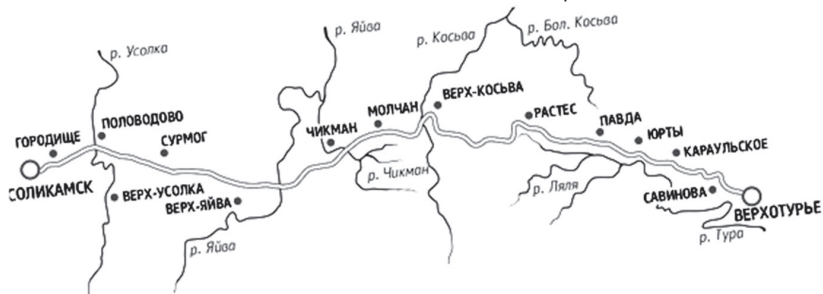 р. Усолка
р. Яйва
р. Косьва
р. Бол. Косьва
ГОРОДИЩЕ
ПОЛОВОДОВО
СУРМОГ
ЧИКМАН
МОЛЧАН
ВЕРХ-КОСЬВА
РАСТЕС
ПАВДА
ЮРТЫ
КАРАУЛЬСКОЕ
СОЛИКАМСК
ВЕРХ-УСОЛКА
ВЕРХ-ЯЙВА
р. Чикман
р. Ляля
САВИНОВА
ВЕРХОТУРЬЕ
р. Яйва
р. Тура